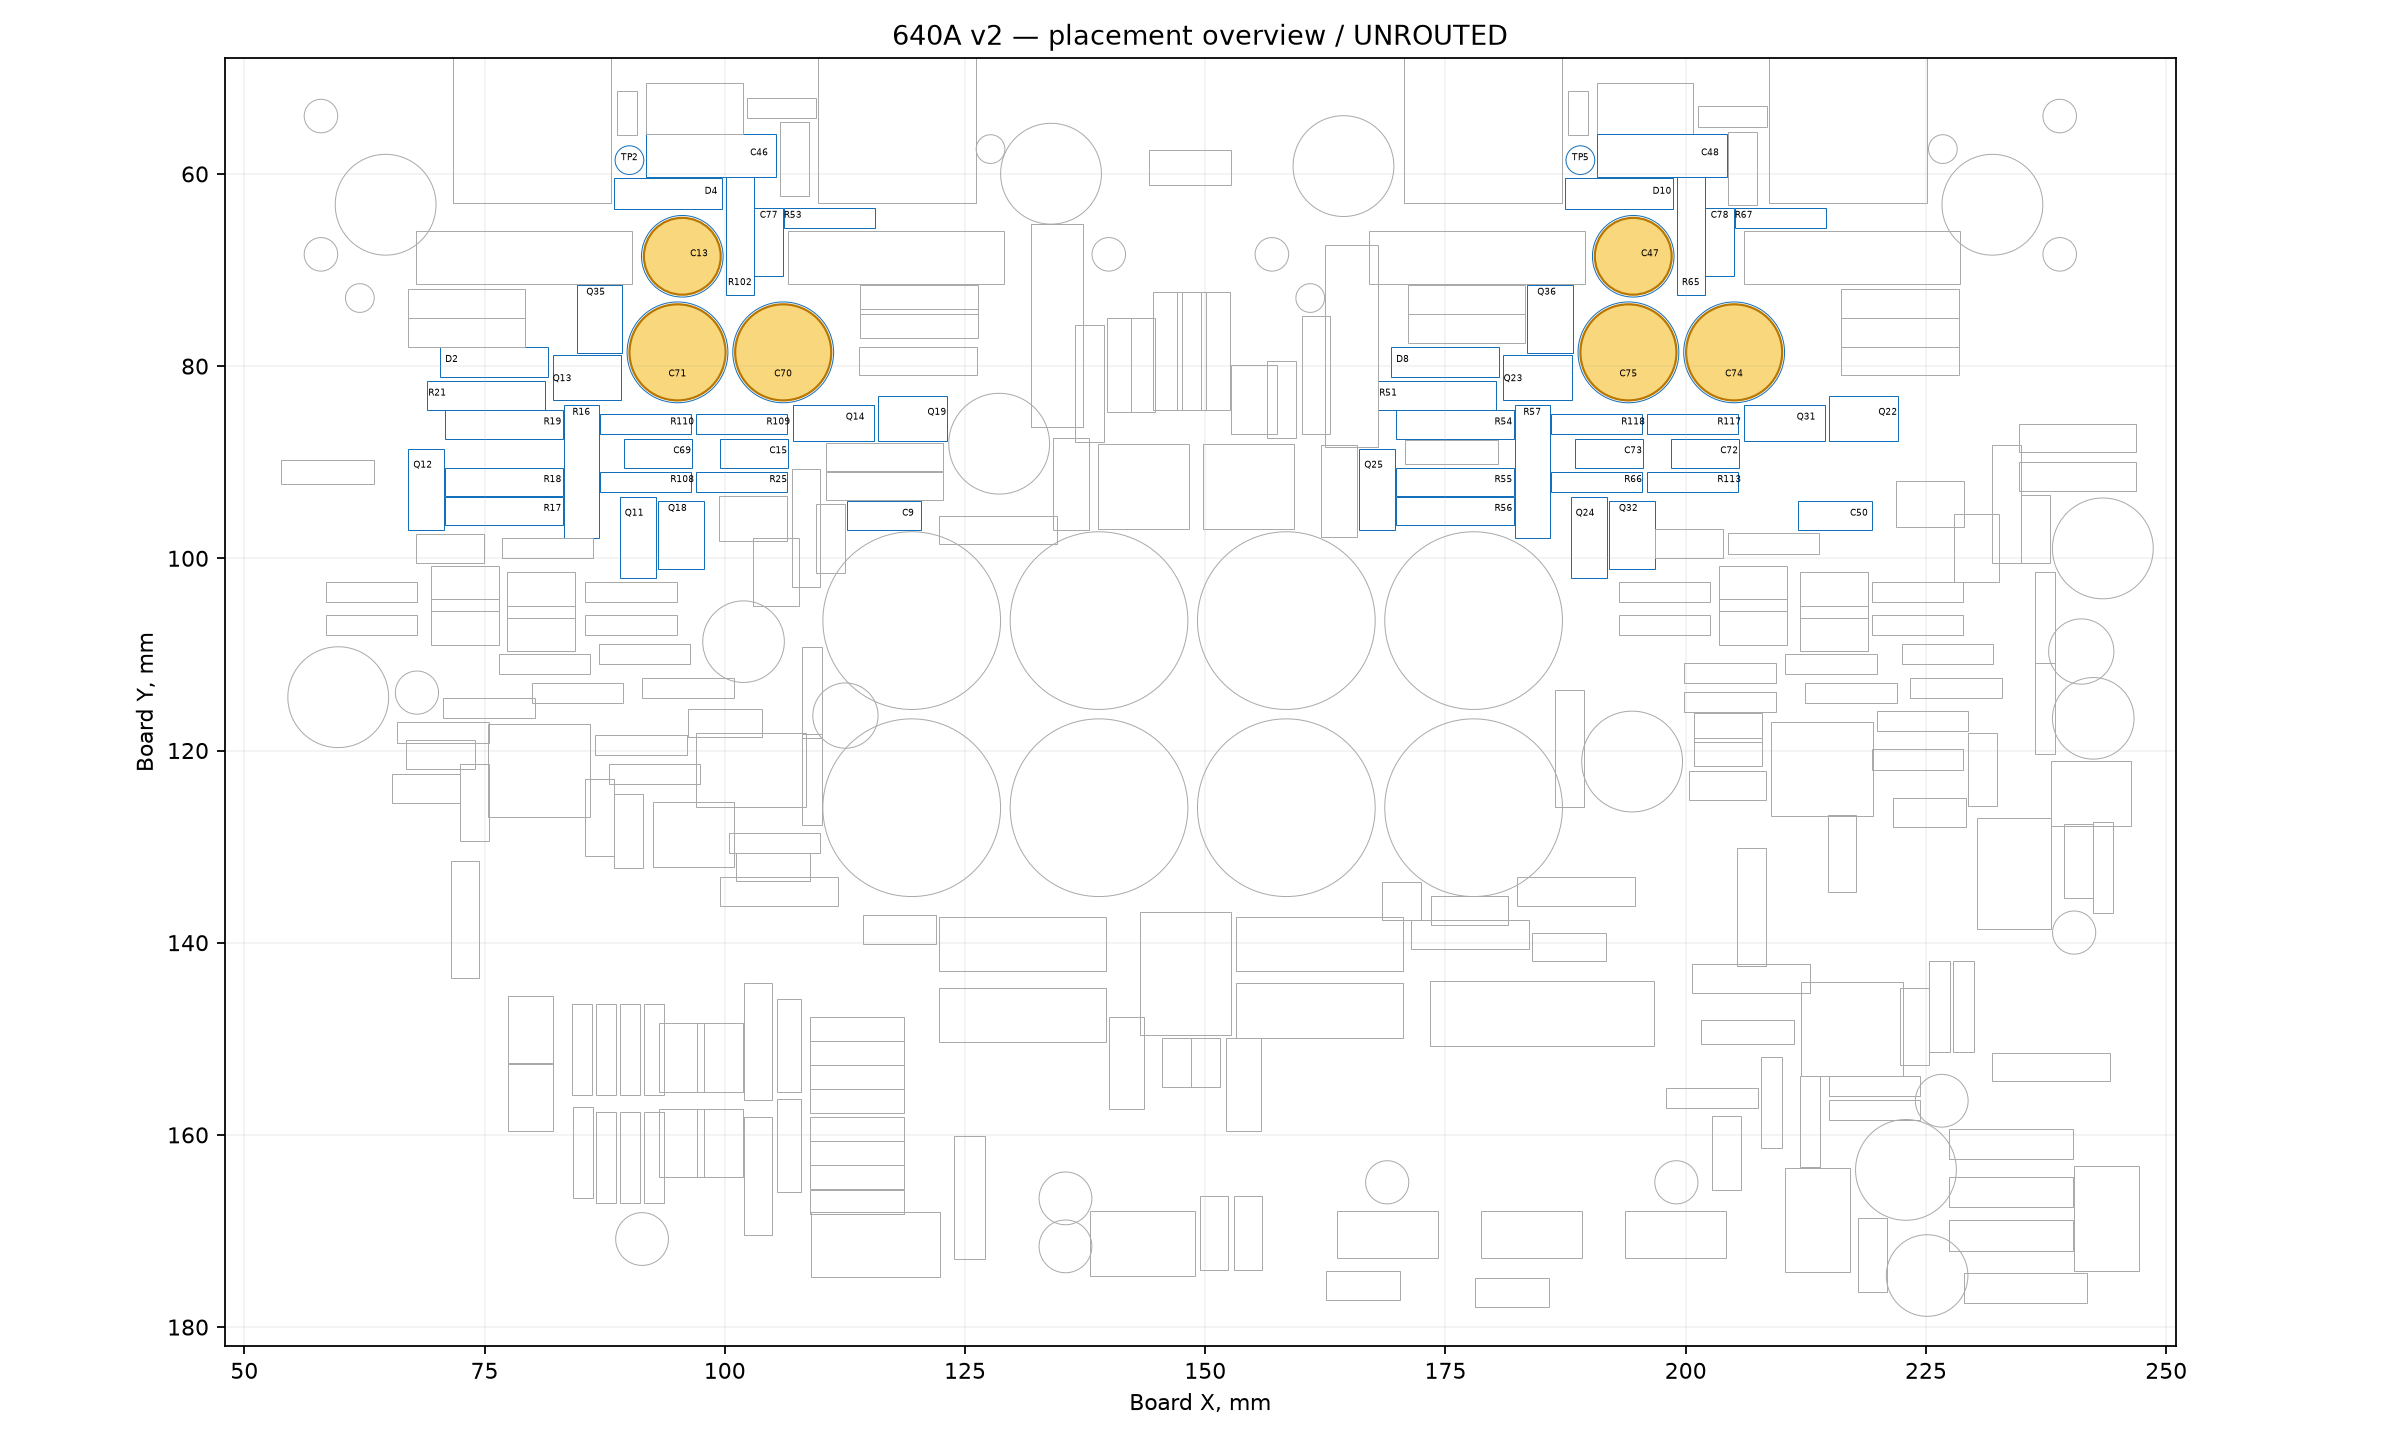 640A v2 — placement overview / UNROUTED
TP2 C46 TP5 C48
D4 D10
C77 R53 C78 R67
C13 C47
R102 R65
Q35 Q36
D2 D8
C71 C70 C75 C74
Q13 Q23
R21 R51
R16 Q14 Q19 R57 Q31 Q22
R19 R110 R109 R54 R118 R117
C69 C15 C73 C72
Q12 Q25
R18 R108 R25 R55 R66 R113
R17 Q18 R56 Q32
Q11 C9 Q24 C50
60
80
100
120
140
160
180
Board Y, mm
50 75 100 125 150 175 200 225 250
Board X, mm